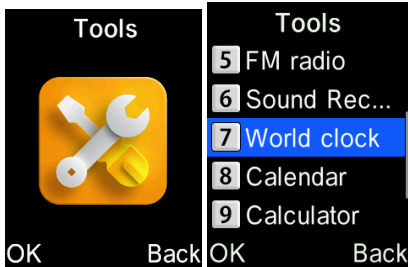 Tools
OK Back
Tools
5 FM radio
6 Sound Rec...
7 World clock
8 Calendar
9 Calculator
OK Back